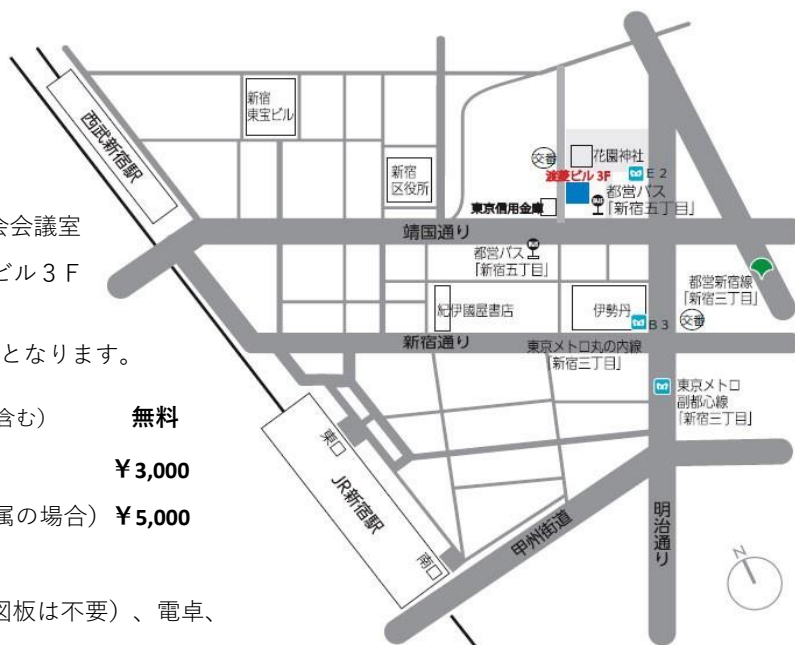 会会議室
ビル３Ｆ
となります。
含む） 無料
￥3,000
属の場合） ￥5,000
図板は不要）、電卓、
西武新宿駅
新宿
東宝ビル
新宿
区役所
交番
花園神社
E 2
渡菱ビル 3F
東京信用金庫
都営バス
「新宿五丁目」
靖国通り
都営バス
「新宿五丁目」
都営新宿線
「新宿三丁目」
紀伊國屋書店
伊勢丹
B 3
交番
新宿通り
東京メトロ丸の内線
「新宿三丁目」
東京メトロ
副都心線
「新宿三丁目」
東口
JR新宿駅
南口
甲州街道
明治通り
N